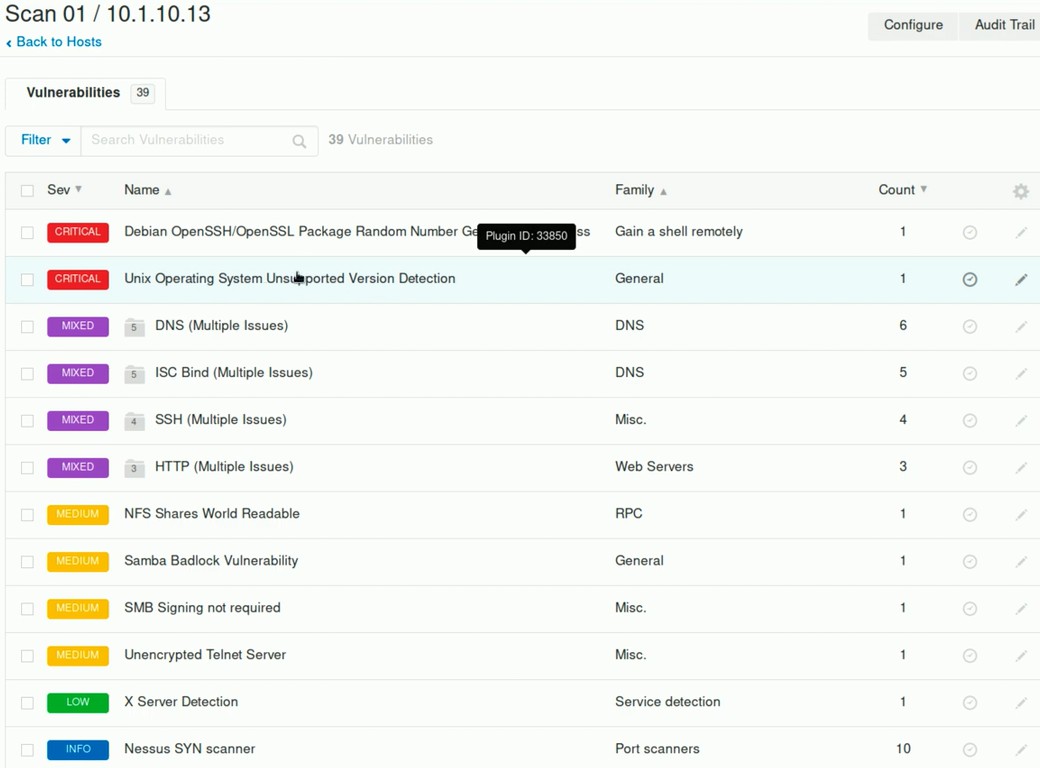 Scan 01 / 10.1.10.13
Configure Audit Trail
‹ Back to Hosts
Vulnerabilities 39
Filter Search Vulnerabilities 39 Vulnerabilities
Sev Name Family Count
CRITICAL Debian OpenSSH/OpenSSL Package Random Number Gain a shell remotely 1
Plugin ID: 33850
CRITICAL Unix Operating System Unsupported Version Detection General 1
MIXED 5 DNS (Multiple Issues) DNS 6
MIXED 5 ISC Bind (Multiple Issues) DNS 5
MIXED 4 SSH (Multiple Issues) Misc. 4
MIXED 3 HTTP (Multiple Issues) Web Servers 3
MEDIUM NFS Shares World Readable RPC 1
MEDIUM Samba Badlock Vulnerability General 1
MEDIUM SMB Signing not required Misc. 1
MEDIUM Unencrypted Telnet Server Misc. 1
LOW X Server Detection Service detection 1
INFO Nessus SYN scanner Port scanners 10